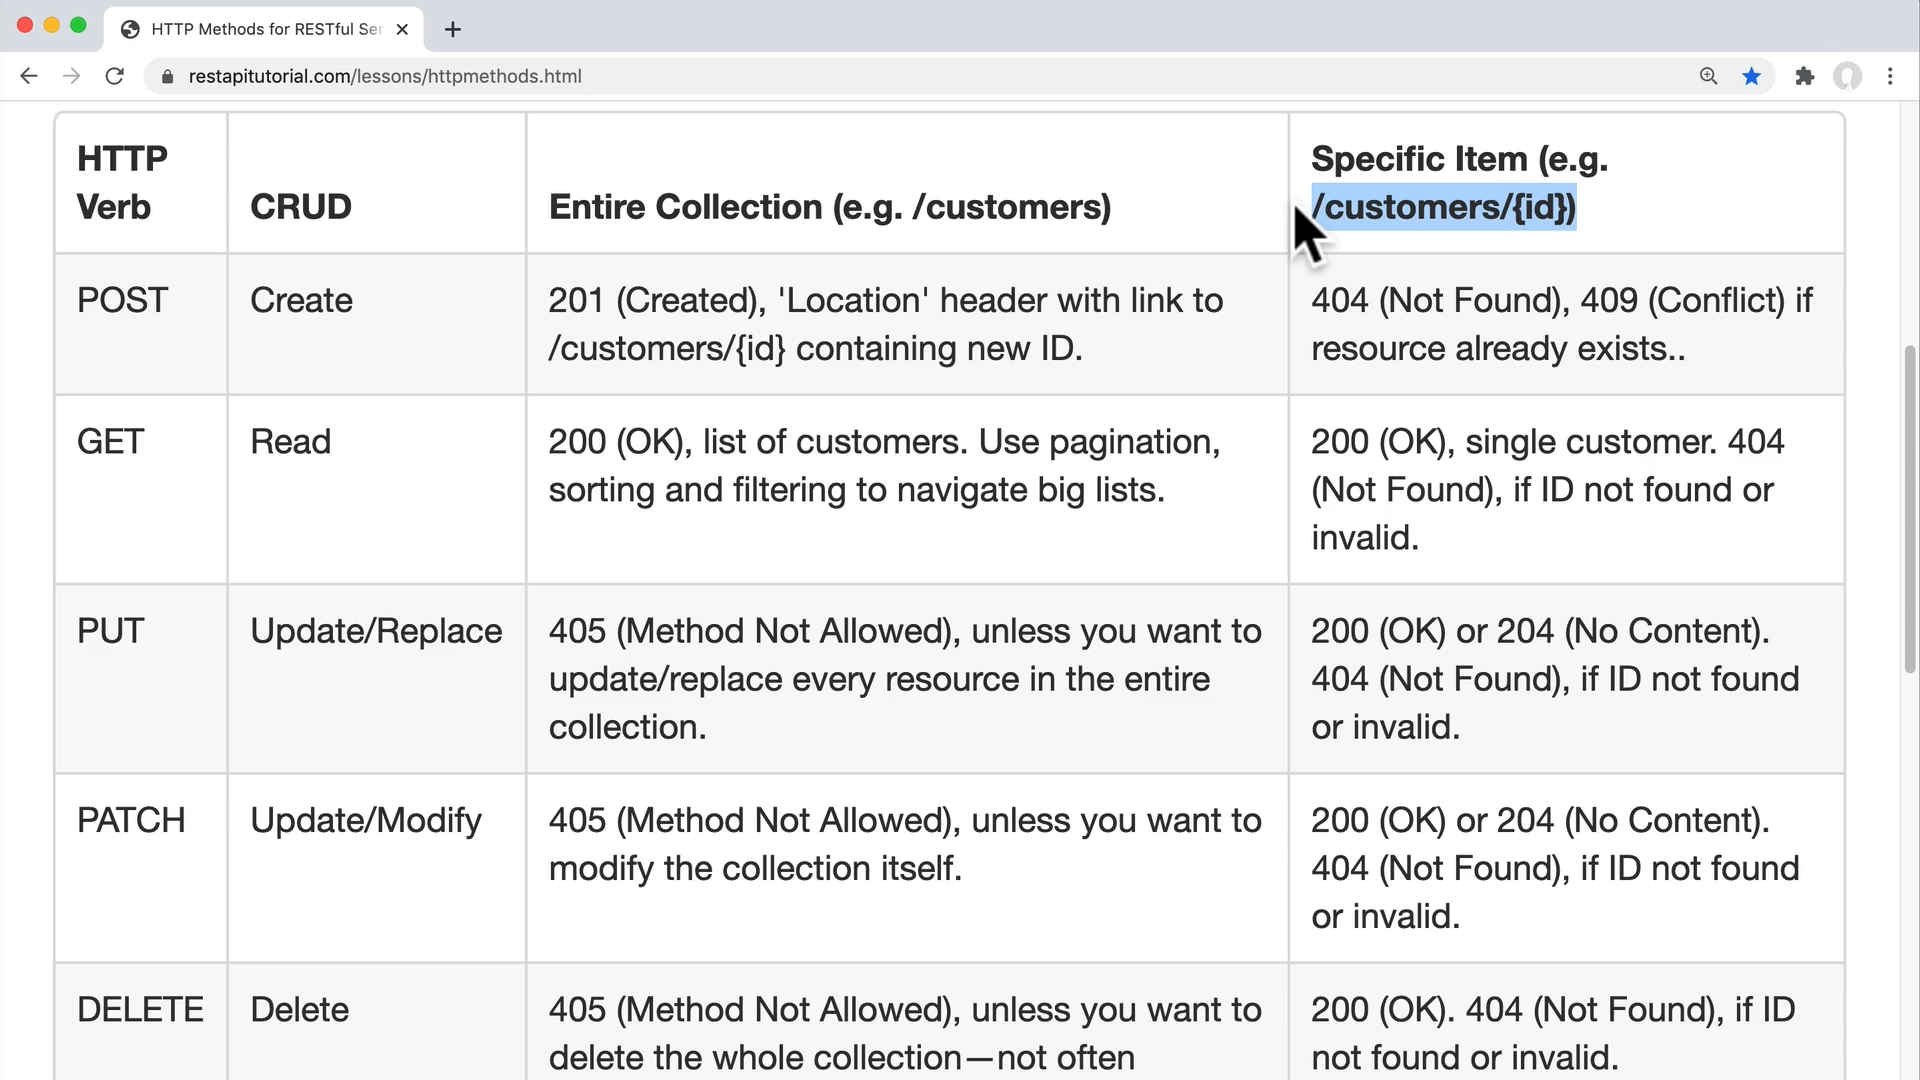 HTTP Methods for RESTful Ser
restapitutorial.com/lessons/httpmethods.html
HTTP
Verb
CRUD
Entire Collection (e.g. /customers)
Specific Item (e.g.
/customers/{id})
POST
Create
201 (Created), 'Location' header with link to
/customers/{id} containing new ID.
404 (Not Found), 409 (Conflict) if
resource already exists..
GET
Read
200 (OK), list of customers. Use pagination,
sorting and filtering to navigate big lists.
200 (OK), single customer. 404
(Not Found), if ID not found or
invalid.
PUT
Update/Replace
405 (Method Not Allowed), unless you want to
update/replace every resource in the entire
collection.
200 (OK) or 204 (No Content).
404 (Not Found), if ID not found
or invalid.
PATCH
Update/Modify
405 (Method Not Allowed), unless you want to
modify the collection itself.
200 (OK) or 204 (No Content).
404 (Not Found), if ID not found
or invalid.
DELETE
Delete
405 (Method Not Allowed), unless you want to
delete the whole collection—not often
200 (OK). 404 (Not Found), if ID
not found or invalid.